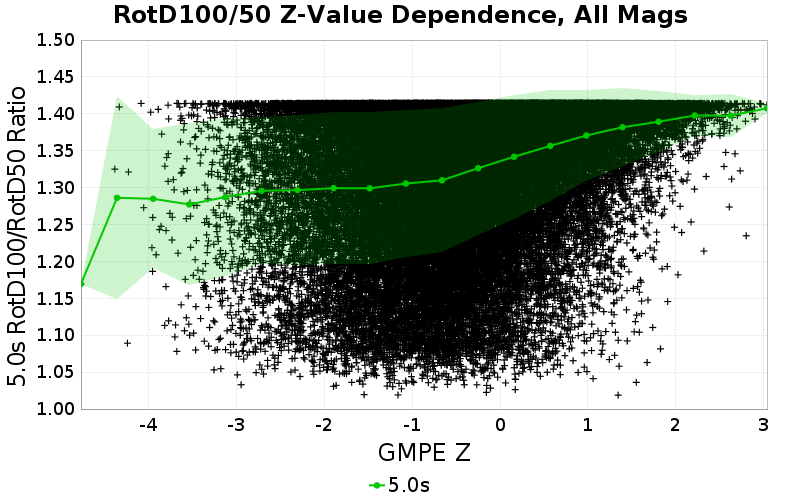 RotD100/50 Z-Value Dependence, All Mags
5.0s RotD100/RotD50 Ratio
1.50
1.45
1.40
1.35
1.30
1.25
1.20
1.15
1.10
1.05
1.00
-4 -3 -2 -1 0 1 2 3
GMPE Z
5.0s